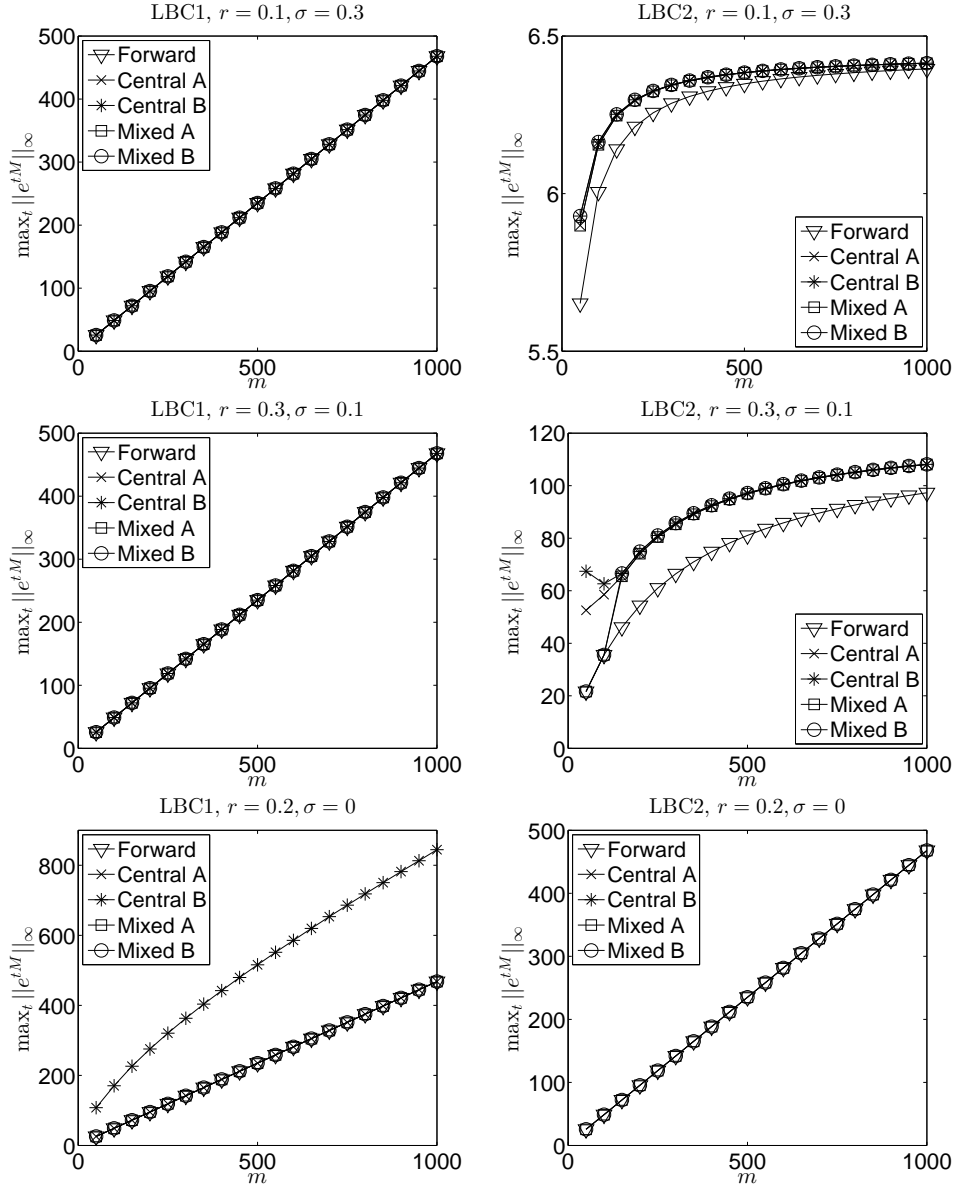 LBC1, r = 0.1, σ = 0.3
max_t ||e^{tM}||_∞
500
400
300
200
100
0
Forward
Central A
Central B
Mixed A
Mixed B
0
500
1000
m
LBC2, r = 0.1, σ = 0.3
max_t ||e^{tM}||_∞
6.5
6
5.5
Forward
Central A
Central B
Mixed A
Mixed B
0
500
1000
m
LBC1, r = 0.3, σ = 0.1
max_t ||e^{tM}||_∞
500
400
300
200
100
0
Forward
Central A
Central B
Mixed A
Mixed B
0
500
1000
m
LBC2, r = 0.3, σ = 0.1
max_t ||e^{tM}||_∞
120
100
80
60
40
20
0
Forward
Central A
Central B
Mixed A
Mixed B
0
500
1000
m
LBC1, r = 0.2, σ = 0
max_t ||e^{tM}||_∞
800
600
400
200
0
Forward
Central A
Central B
Mixed A
Mixed B
0
500
1000
m
LBC2, r = 0.2, σ = 0
max_t ||e^{tM}||_∞
500
400
300
200
100
0
Forward
Central A
Central B
Mixed A
Mixed B
0
500
1000
m